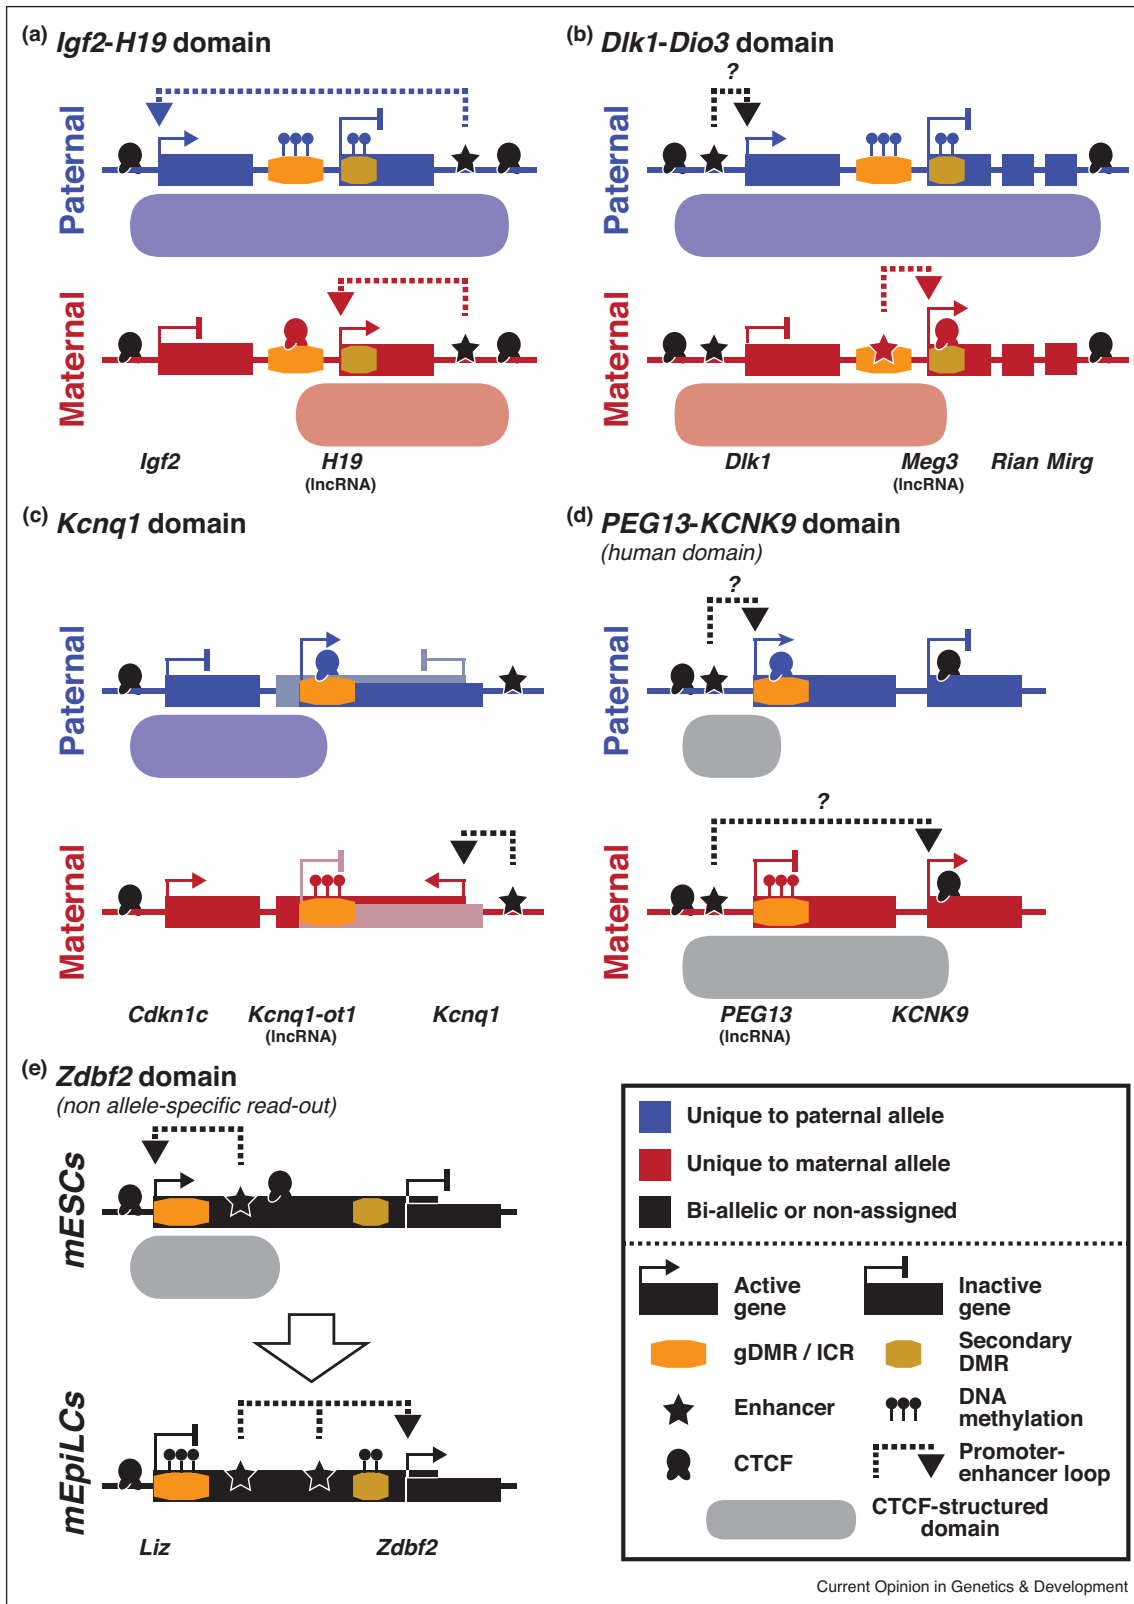 (a) Igf2-H19 domain
Paternal
Maternal
Igf2
H19
(lncRNA)
(b) Dlk1-Dio3 domain
?
Paternal
Maternal
Dlk1
Meg3
(lncRNA)
Rian Mirg
(c) Kcnq1 domain
Paternal
Maternal
Cdkn1c
Kcnq1-ot1
(lncRNA)
Kcnq1
(d) PEG13-KCNK9 domain
(human domain)
?
Paternal
?
Maternal
PEG13
(lncRNA)
KCNK9
(e) Zdbf2 domain
(non allele-specific read-out)
mESCs
mEpiLCs
Liz
Zdbf2
Unique to paternal allele
Unique to maternal allele
Bi-allelic or non-assigned
Active
gene
Inactive
gene
gDMR / ICR
Secondary
DMR
Enhancer
DNA
methylation
CTCF
Promoter-
enhancer loop
CTCF-structured
domain
Current Opinion in Genetics & Development